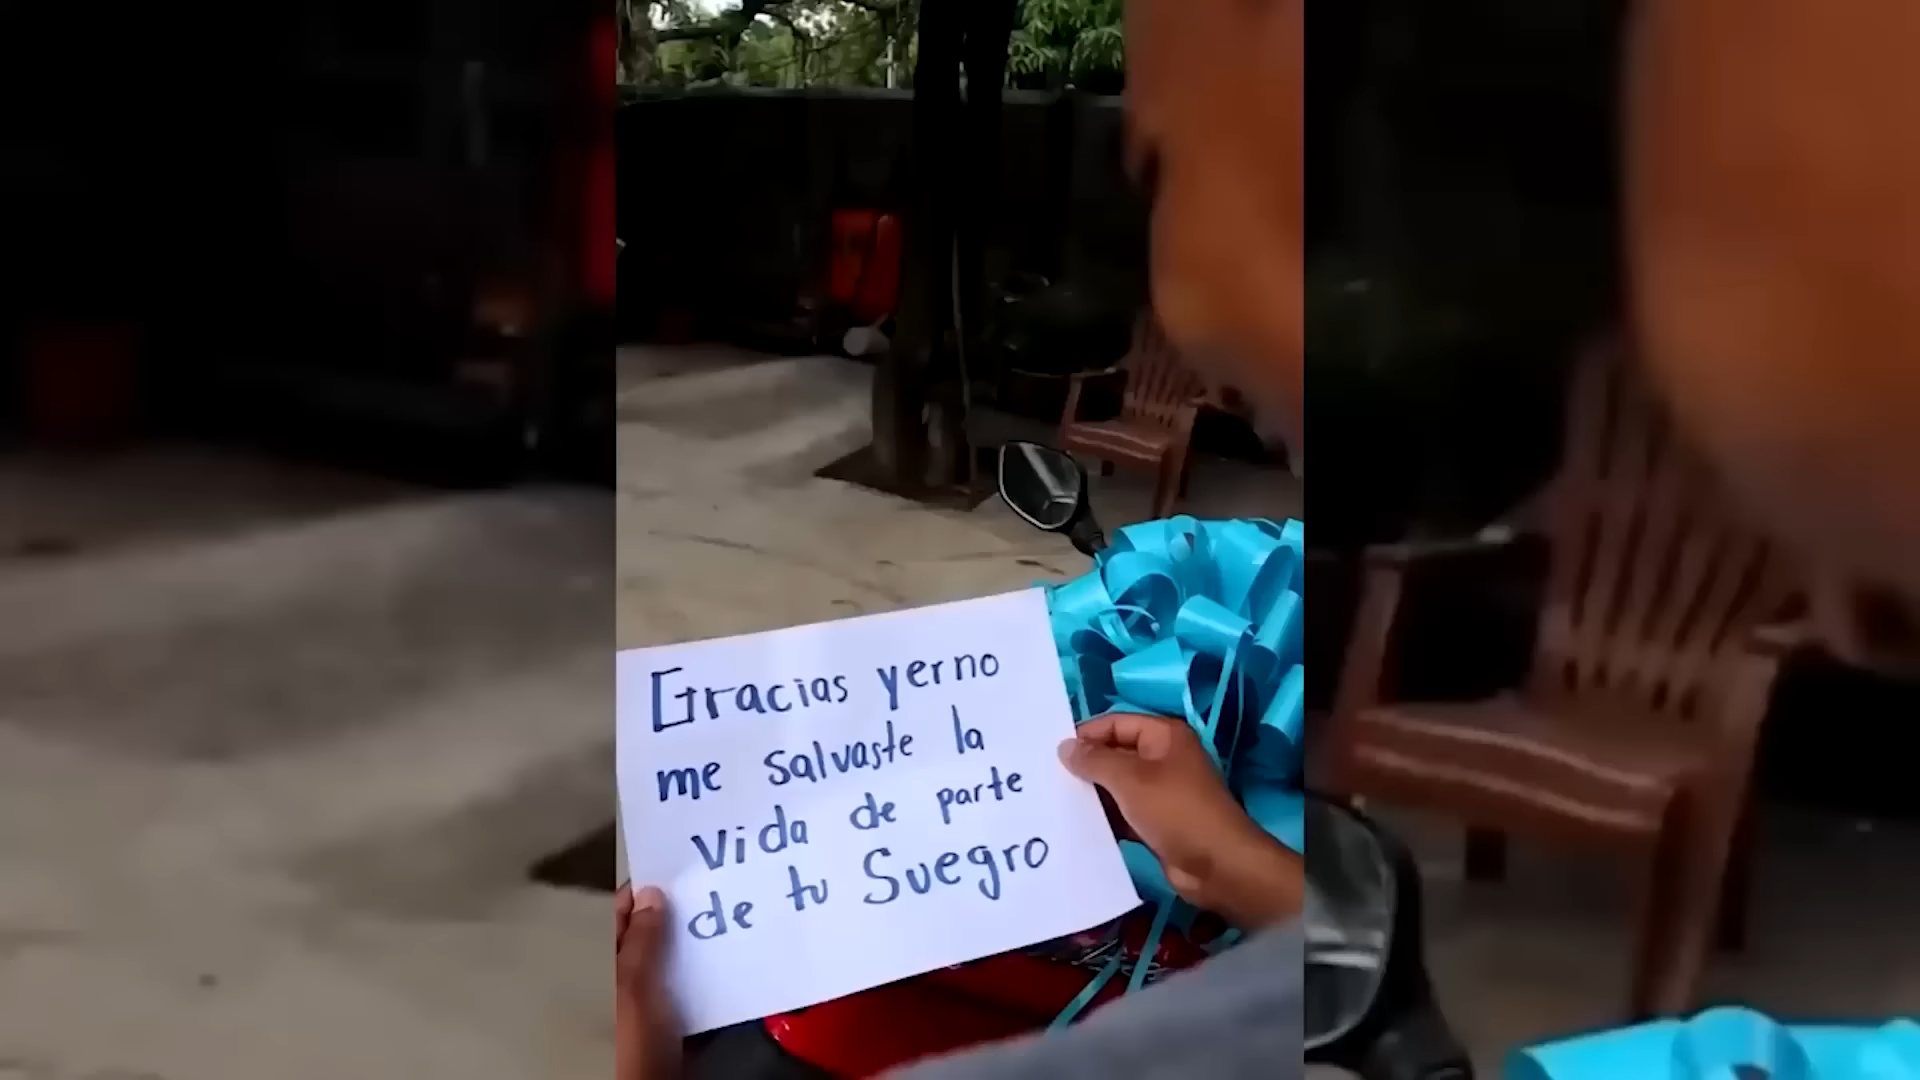 Gracias yerno
me salvaste la
vida de parte
de tu Suegro